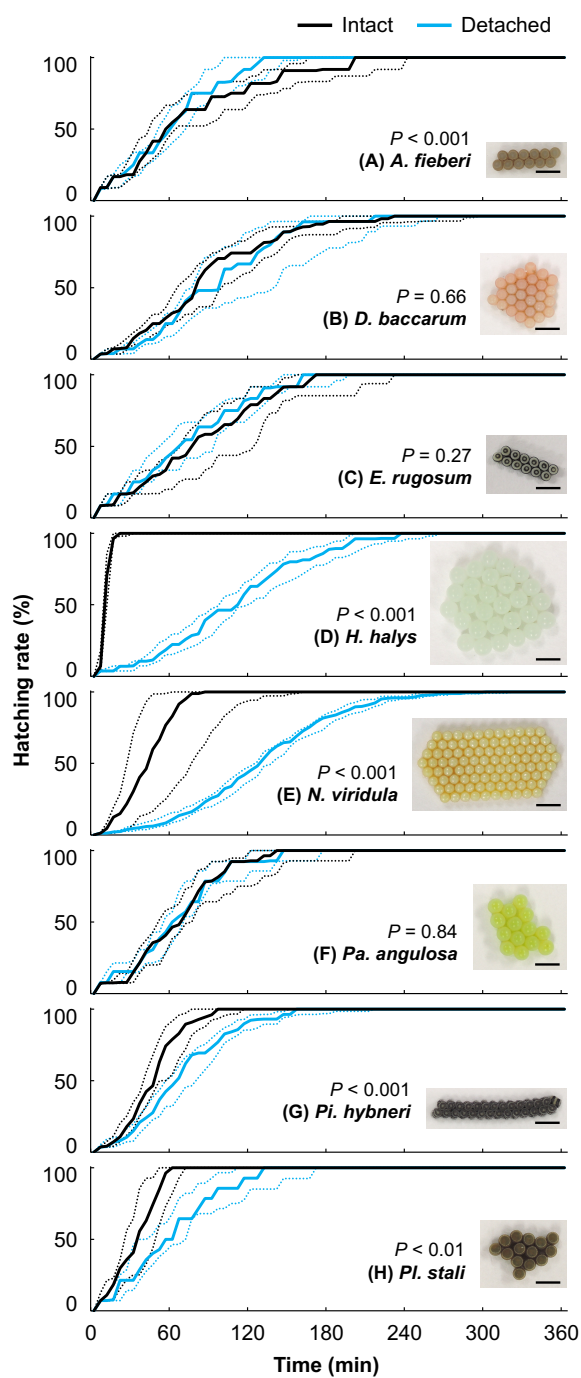 Intact Detached
100
50
0
P < 0.001
(A) A. fieberi
100
50
0
P = 0.66
(B) D. baccarum
100
50
0
P = 0.27
(C) E. rugosum
100
50
0
P < 0.001
(D) H. halys
100
50
0
P < 0.001
(E) N. viridula
100
50
0
P = 0.84
(F) Pa. angulosa
100
50
0
P < 0.001
(G) Pi. hybneri
100
50
0
P < 0.01
(H) Pl. stali
Hatching rate (%)
0 60 120 180 240 300 360
Time (min)